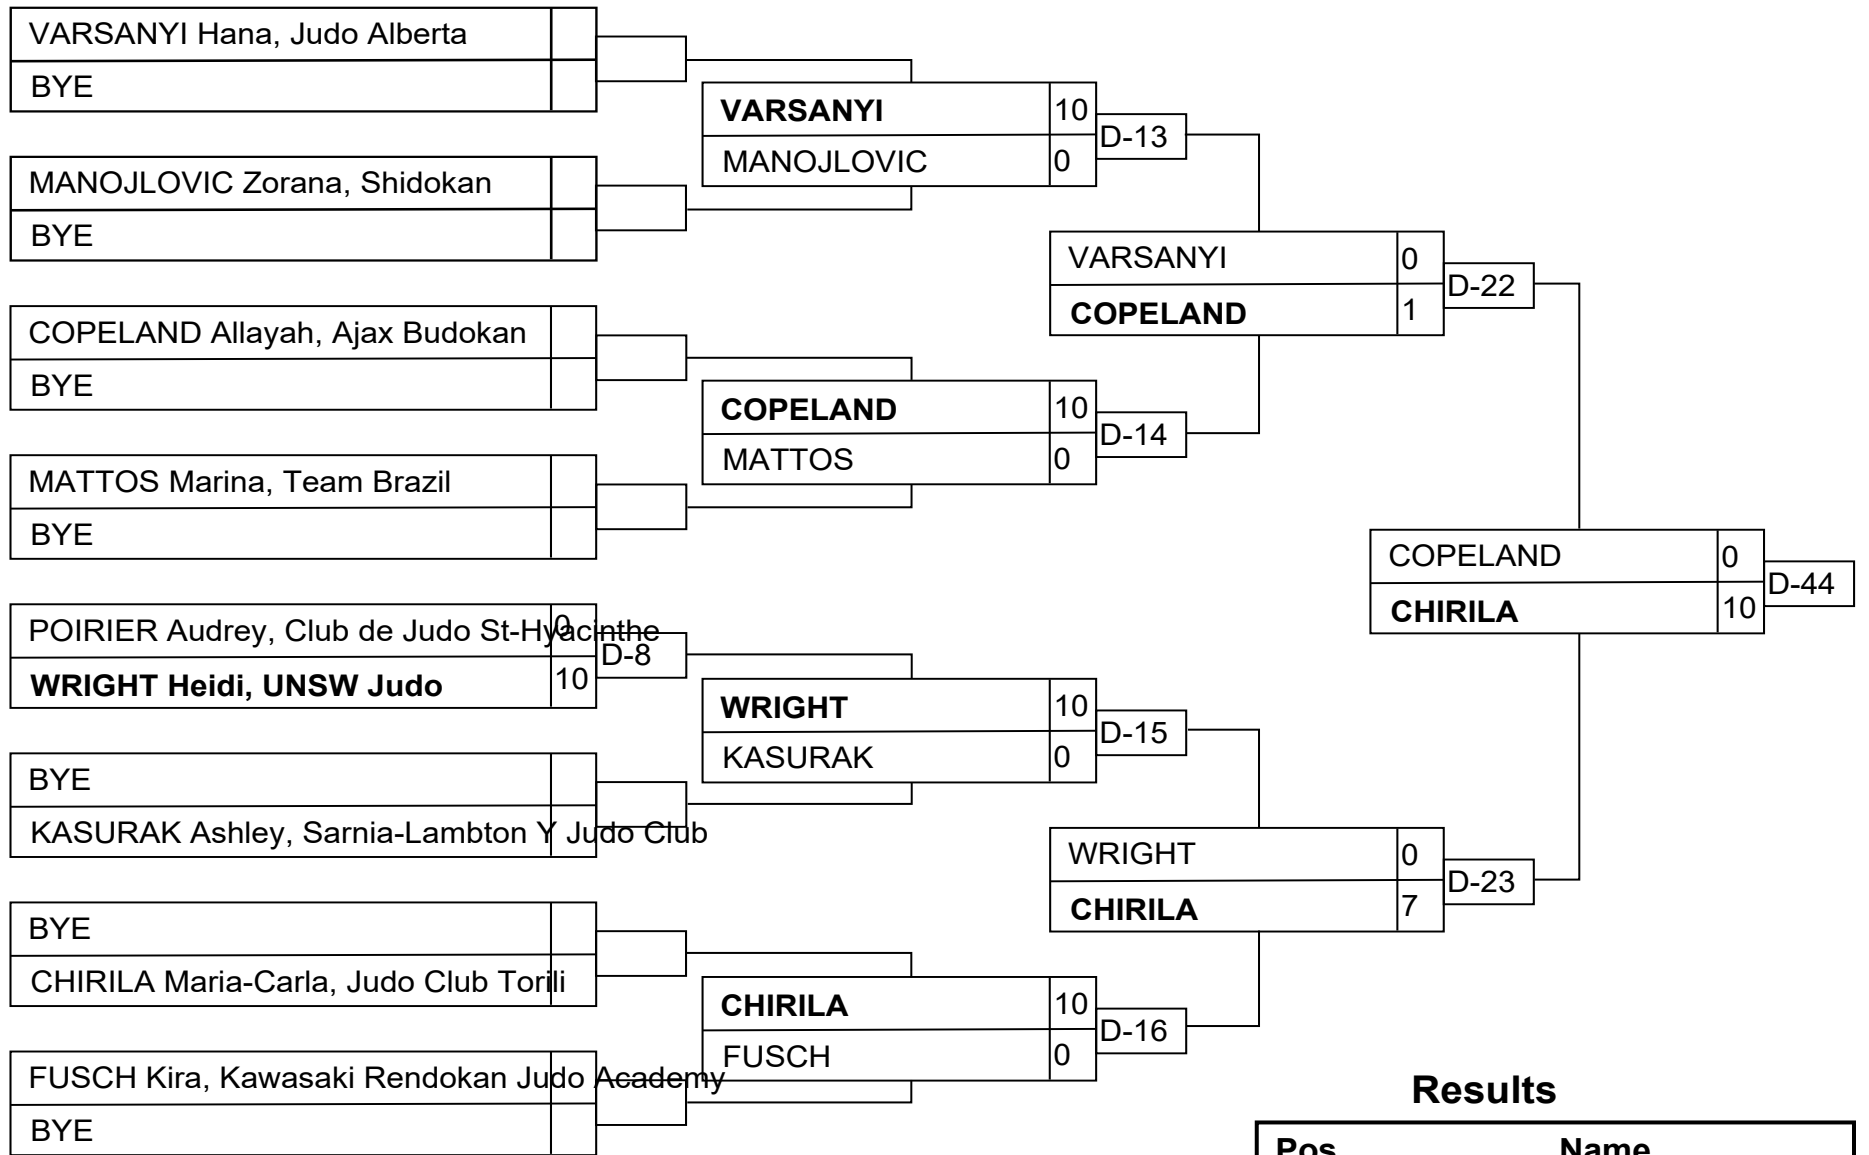 VARSANYI Hana, Judo Alberta
BYE
MANOJLOVIC Zorana, Shidokan
BYE
COPELAND Allayah, Ajax Budokan
BYE
MATTOS Marina, Team Brazil
BYE
POIRIER Audrey, Club de Judo St-Hyacinthe 0
WRIGHT Heidi, UNSW Judo 10
D-8
BYE
KASURAK Ashley, Sarnia-Lambton Y Judo Club
BYE
CHIRILA Maria-Carla, Judo Club Torili
FUSCH Kira, Kawasaki Rendokan Judo Academy
BYE
VARSANYI 10
MANOJLOVIC 0
D-13
COPELAND 10
MATTOS 0
D-14
WRIGHT 10
KASURAK 0
D-15
CHIRILA 10
FUSCH 0
D-16
VARSANYI 0
COPELAND 1
D-22
WRIGHT 0
CHIRILA 7
D-23
COPELAND 0
CHIRILA 10
D-44
Results
Pos Name